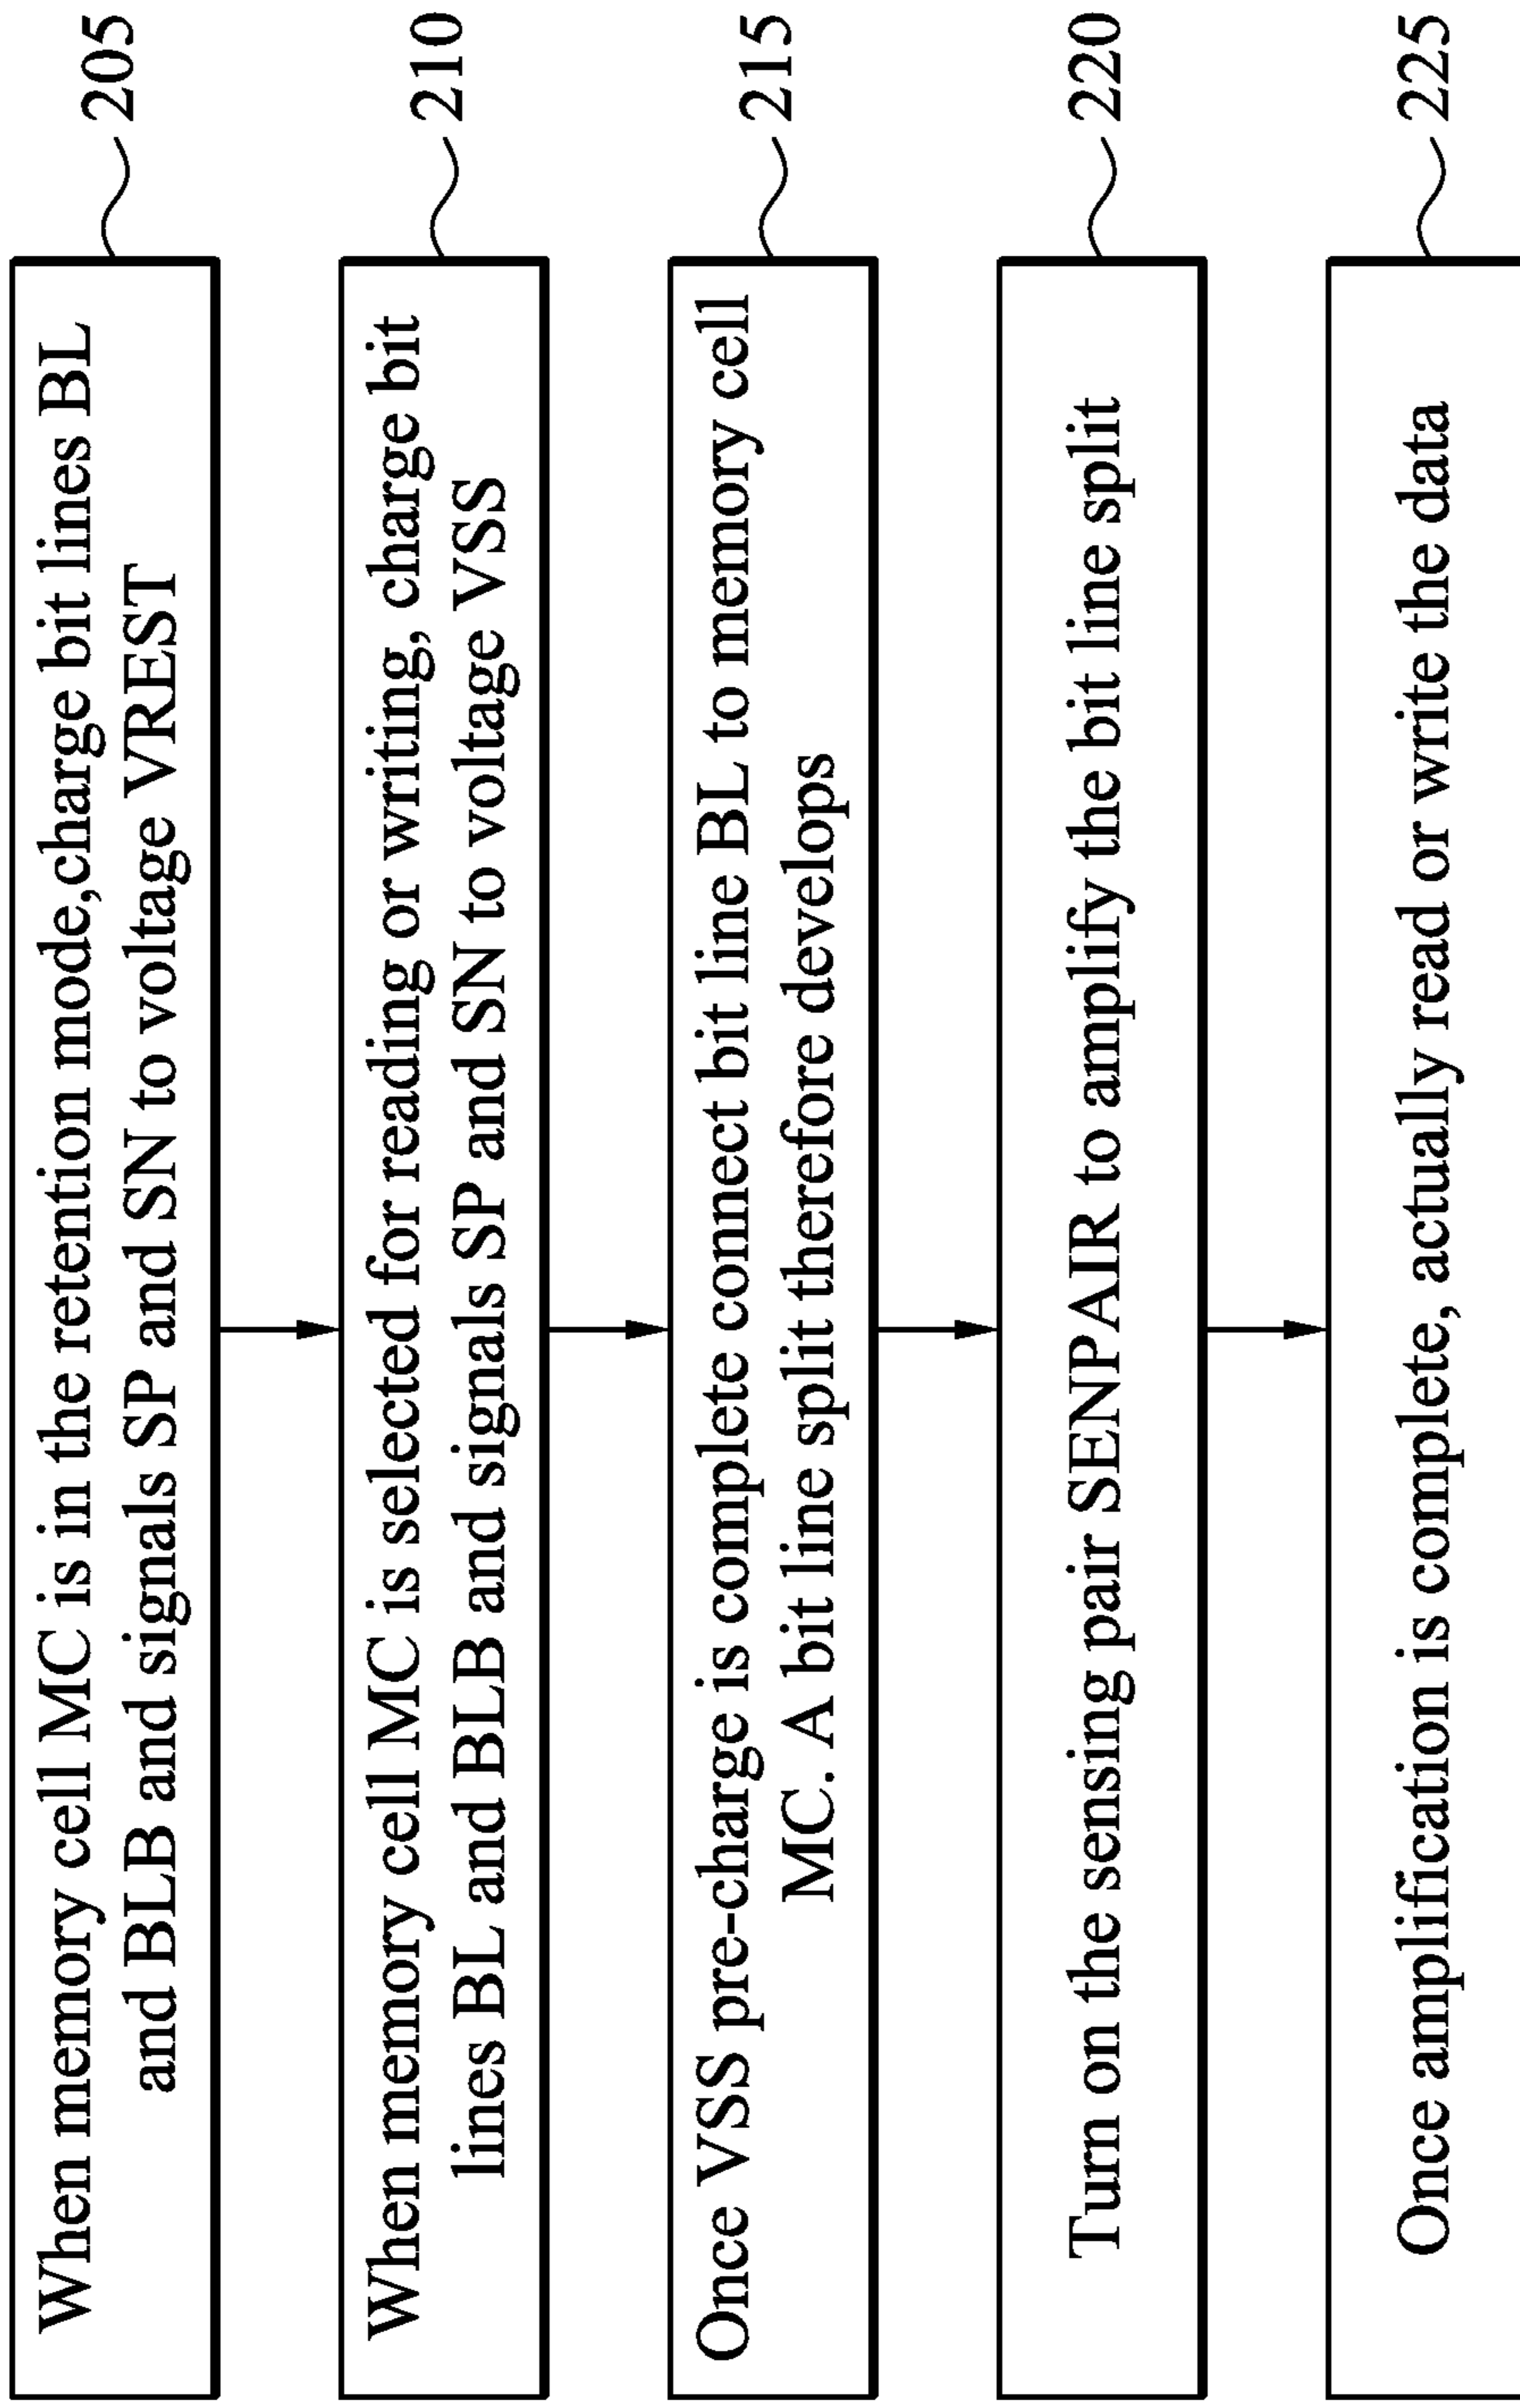 When memory cell MC is in the retention mode,charge bit lines BL
and BLB and signals SP and SN to voltage VREST
205
When memory cell MC is selected for reading or writing, charge bit
lines BL and BLB and signals SP and SN to voltage VSS
210
Once VSS pre-charge is complete connect bit line BL to memory cell
MC. A bit line split therefore develops
215
Turn on the sensing pair SENPAIR to amplify the bit line split
220
Once amplification is complete, actually read or write the data
225